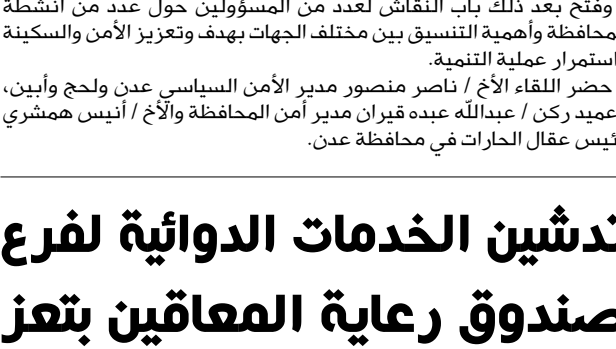 وفتح بعد ذلك باب النقاش لعدد من المسؤولين حول عدد من أنشطة
محافظة وأهمية التنسيق بين مختلف الجهات بهدف وتعزيز الأمن والسكينة
استمرار عملية التنمية.
حضر اللقاء الأخ / ناصر منصور مدير الأمن السياسي عدن ولحج وأبين،
عميد ركن / عبدالله عبده قيران مدير أمن المحافظة والأخ / أنيس همشري
ئيس عقال الحارات في محافظة عدن.
تدشين الخدمات الدوائية لفرع
صندوق رعاية المعاقين بتعز